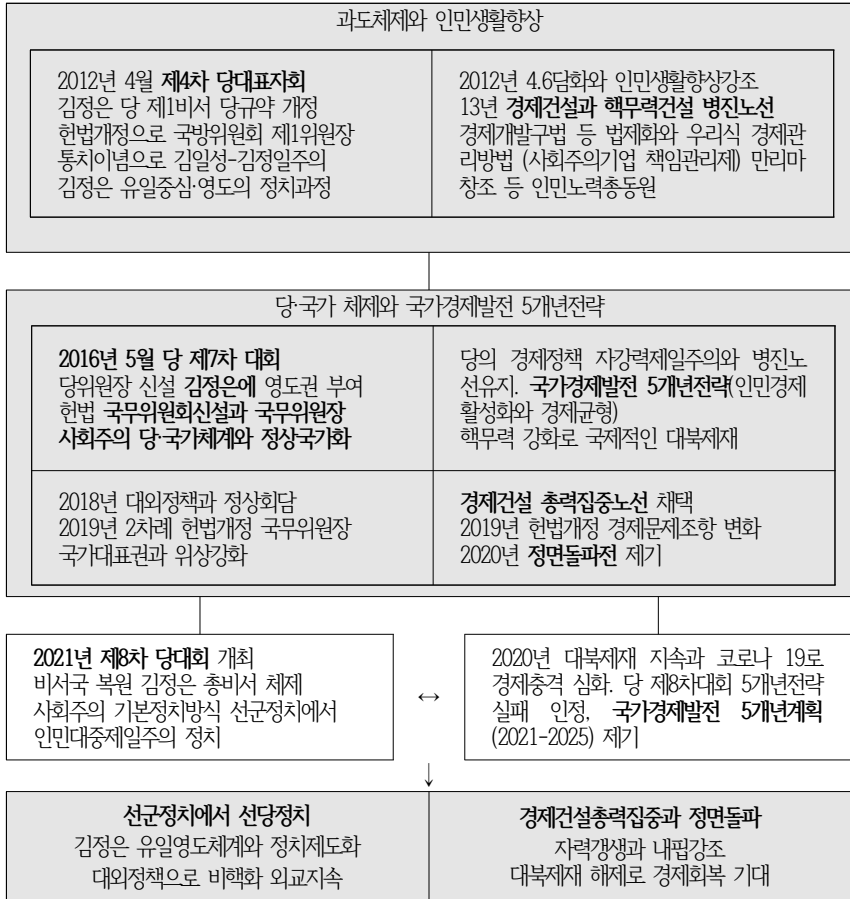 과도체제와 인민생활향상
2012년 4월 제4차 당대표자회
김정은 당 제1비서 당규약 개정
헌법개정으로 국방위원회 제1위원장
통치이념으로 김일성-김정일주의
김정은 유일중심·영도의 정치과정
2012년 4.6담화와 인민생활향상강조
13년 경제건설과 핵무력건설 병진노선
경제개발구법 등 법제화와 우리식 경제관
리방법 (사회주의기업 책임관리제) 만리마
창조 등 인민노력총동원
당·국가 체제와 국가경제발전 5개년전략
2016년 5월 당 제7차 대회
당위원장 신설 김정은에 영도권 부여
헌법 국무위원회신설과 국무위원장
사회주의 당·국가체계와 정상국가화
당의 경제정책 자강력제일주의와 병진노
선유지. 국가경제발전 5개년전략(인민경제
활성화와 경제균형)
핵무력 강화로 국제적인 대북제재
2018년 대외정책과 정상회담
2019년 2차례 헌법개정 국무위원장
국가대표권과 위상강화
경제건설 총력집중노선 채택
2019년 헌법개정 경제문제조항 변화
2020년 정면돌파전 제기
2021년 제8차 당대회 개최
비서국 복원 김정은 총비서 체제
사회주의 기본정치방식 선군정치에서
인민대중제일주의 정치
↔
2020년 대북제재 지속과 코로나 19로
경제충격 심화. 당 제8차대회 5개년전략
실패 인정, 국가경제발전 5개년계획
(2021-2025) 제기
선군정치에서 선당정치
김정은 유일영도체계와 정치제도화
대외정책으로 비핵화 외교지속
경제건설총력집중과 정면돌파
자력갱생과 내핍강조
대북제재 해제로 경제회복 기대